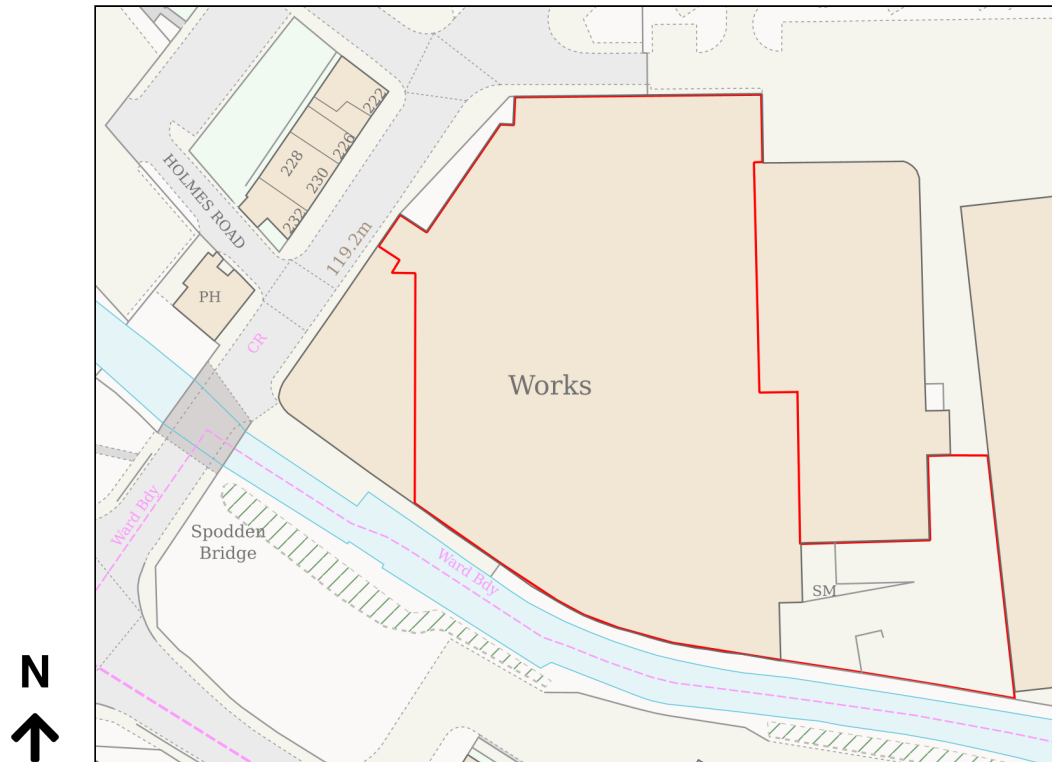 222
226
228
230
232
HOLMES ROAD
119.2m
PH
CR
Works
Ward Bdy
Spodden
Bridge
Ward Bdy
SM
N